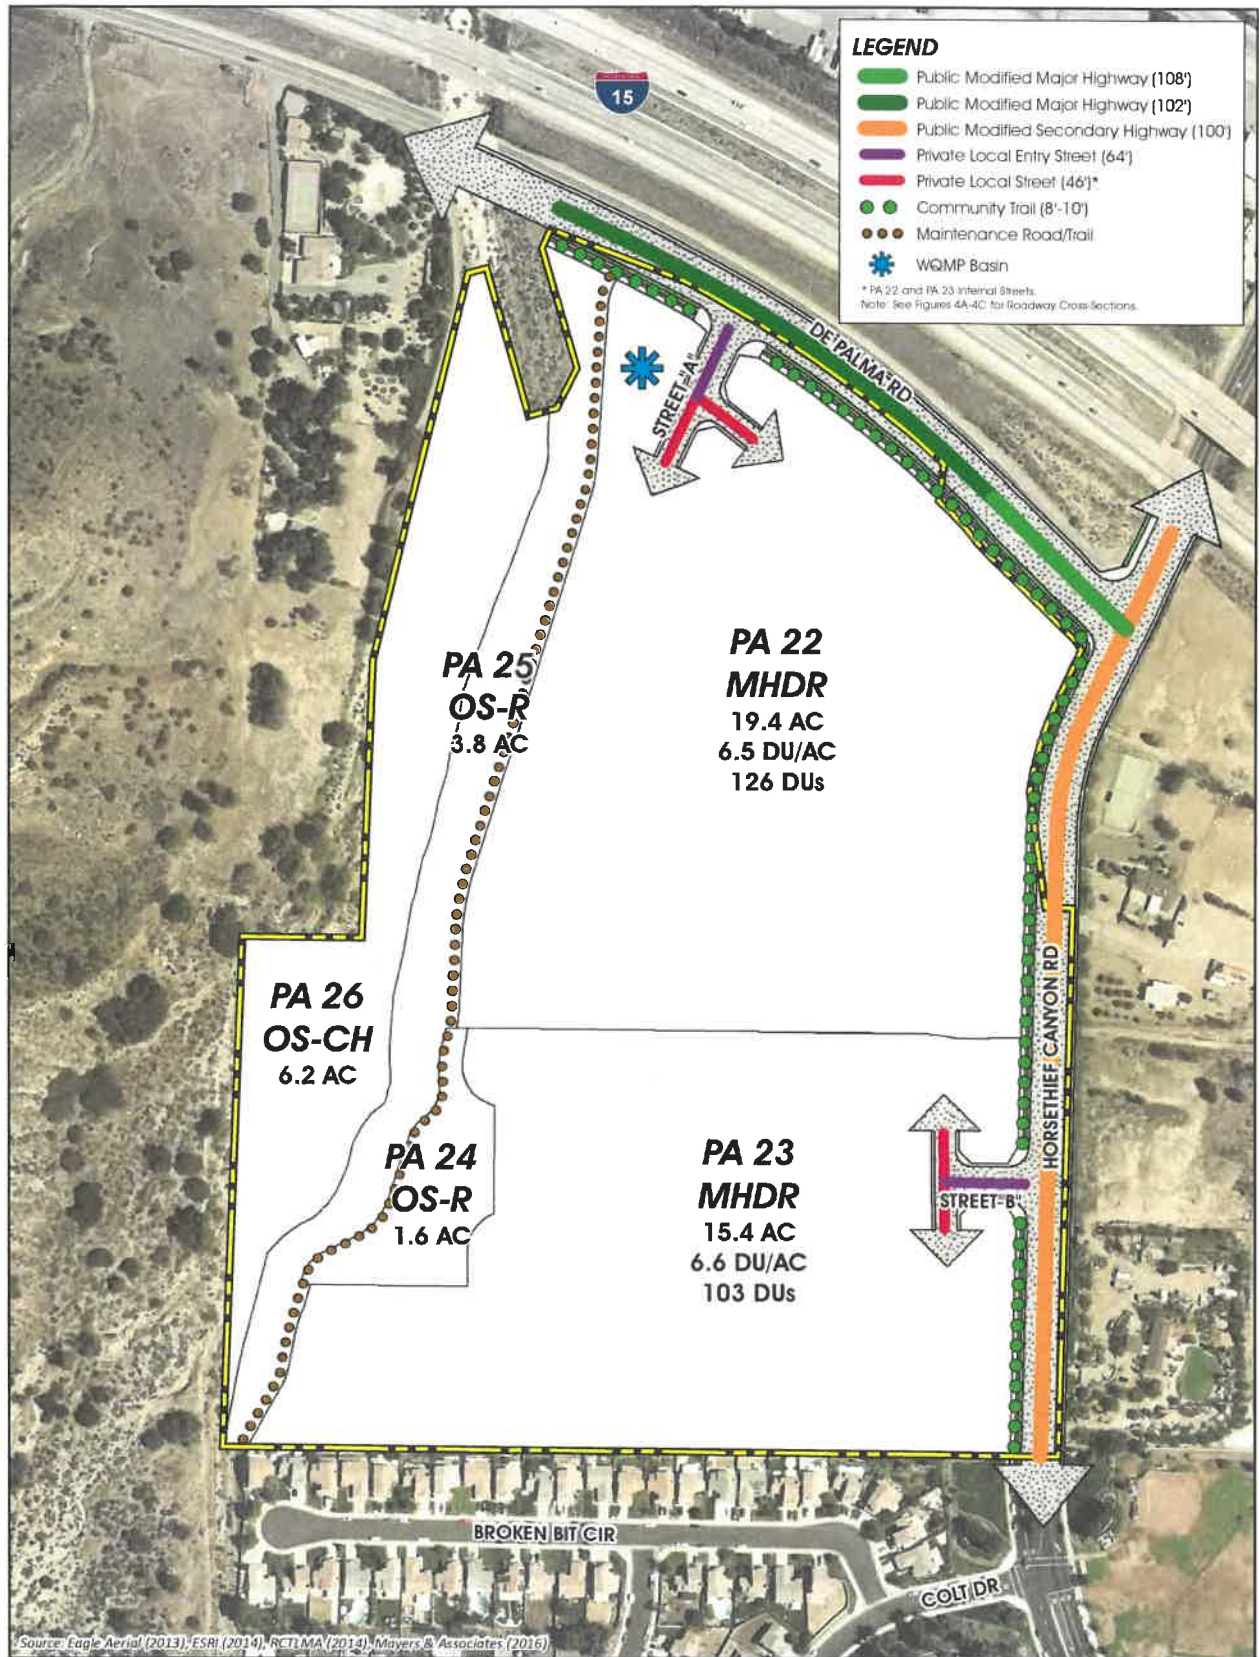 LEGEND
Public Modified Major Highway (108')
Public Modified Major Highway (102')
Public Modified Secondary Highway (100')
Private Local Entry Street (64')
Private Local Street (46')*
Community Trail (8'-10')
Maintenance Road/Trail
WQMP Basin
* PA 22 and PA 23 Internal Streets.
Note: See Figures 4A-4C for Roadway Cross-Sections.
15
DE PALMA RD
STREET "A"
PA 22
MHDR
19.4 AC
6.5 DU/AC
126 DUs
PA 25
OS-R
3.8 AC
PA 26
OS-CH
6.2 AC
HORSETHIEF CANYON RD
PA 24
OS-R
1.6 AC
PA 23
MHDR
15.4 AC
6.6 DU/AC
103 DUs
STREET "B"
BROKEN BIT CIR
COLT DR
Source: Eagle Aerial (2013), ESRI (2014), RCTLMA (2014), Mayers & Associates (2016)